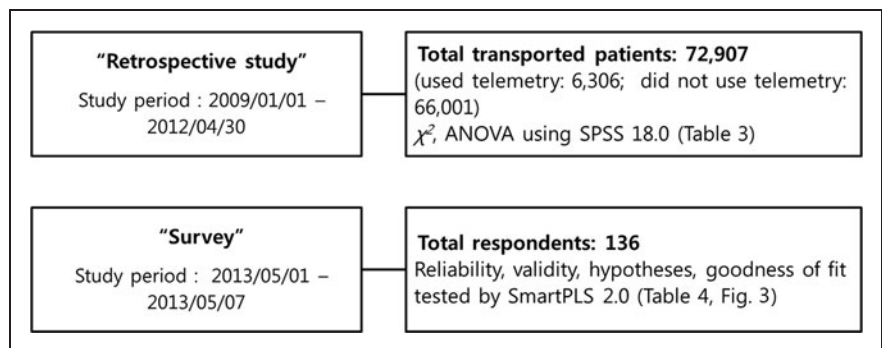 “Retrospective study”
Study period : 2009/01/01 –
2012/04/30
Total transported patients: 72,907
(used telemetry: 6,306; did not use telemetry:
66,001)
χ², ANOVA using SPSS 18.0 (Table 3)
“Survey”
Study period : 2013/05/01 –
2013/05/07
Total respondents: 136
Reliability, validity, hypotheses, goodness of fit
tested by SmartPLS 2.0 (Table 4, Fig. 3)